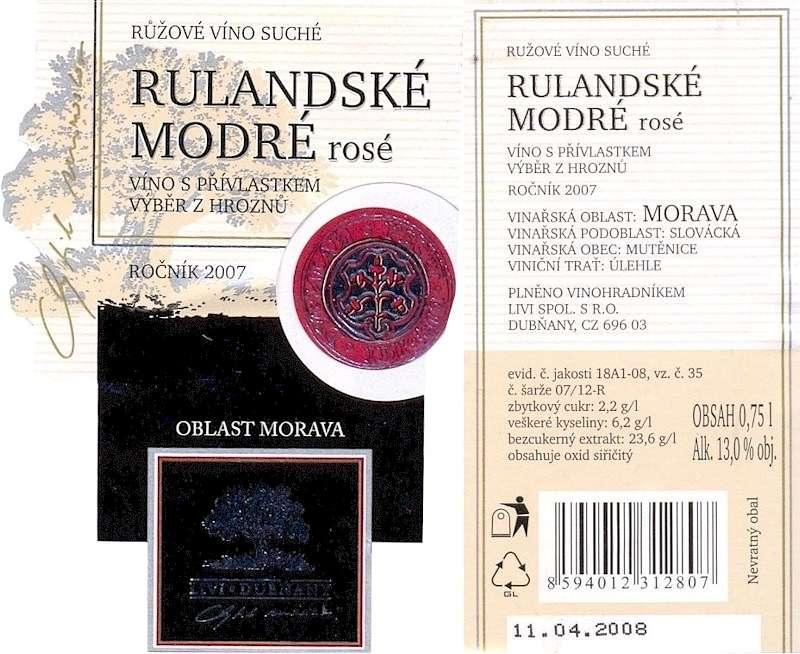 RŮŽOVÉ VÍNO SUCHÉ
RULANDSKÉ
MODRÉ rosé
VÍNO S PŘÍVLASTKEM
VÝBĚR Z HROZNŮ
ROČNÍK 2007
OBLAST MORAVA
LIVI DUBŇANY
RUŽOVÉ VÍNO SUCHÉ
RULANDSKÉ
MODRÉ rosé
VÍNO S PŘÍVLASTKEM
VÝBĚR Z HROZNŮ
ROČNÍK 2007
VINAŘSKÁ OBLAST: MORAVA
VINAŘSKÁ PODOBLAST: SLOVÁCKÁ
VINAŘSKÁ OBEC: MUTĚNICE
VINIČNÍ TRAŤ: ÚLEHLE
PLNĚNO VINOHRADNÍKEM
LIVI SPOL. S R.O.
DUBŇANY, CZ 696 03
evid. č. jakosti 18A1-08, vz. č. 35
č. šarže 07/12-R
zbytkový cukr: 2,2 g/l
veškeré kyseliny: 6,2 g/l
bezcukerný extrakt: 23,6 g/l
obsahuje oxid siřičitý
OBSAH 0,75 l
Alk. 13,0 % obj.
GL
8 594012 312807
Nevratný obal
11.04.2008